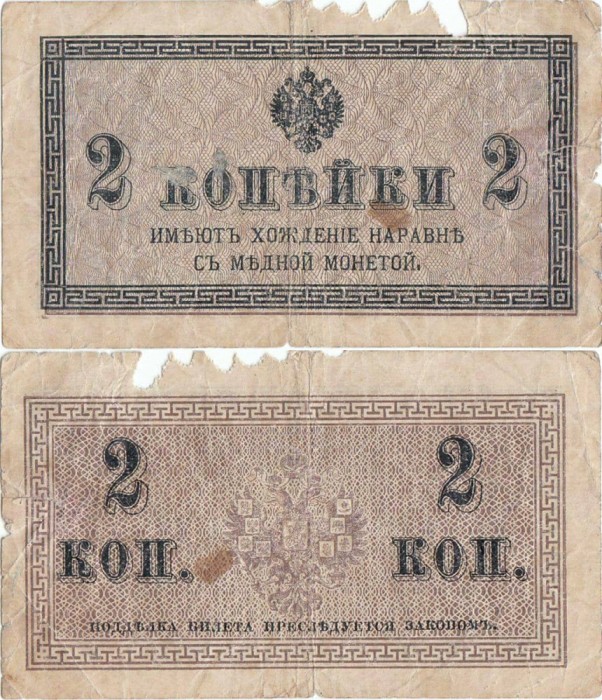 2 КОПѢЙКИ 2
ИМѢЮТЪ ХОЖДЕНІЕ НАРАВНѢ
СЪ МѢДНОЙ МОНЕТОЙ.
2 2
КОП. КОП.
ПОДДѢЛКА БИЛЕТА ПРЕСЛѢДУЕТСЯ ЗАКОНОМЪ.